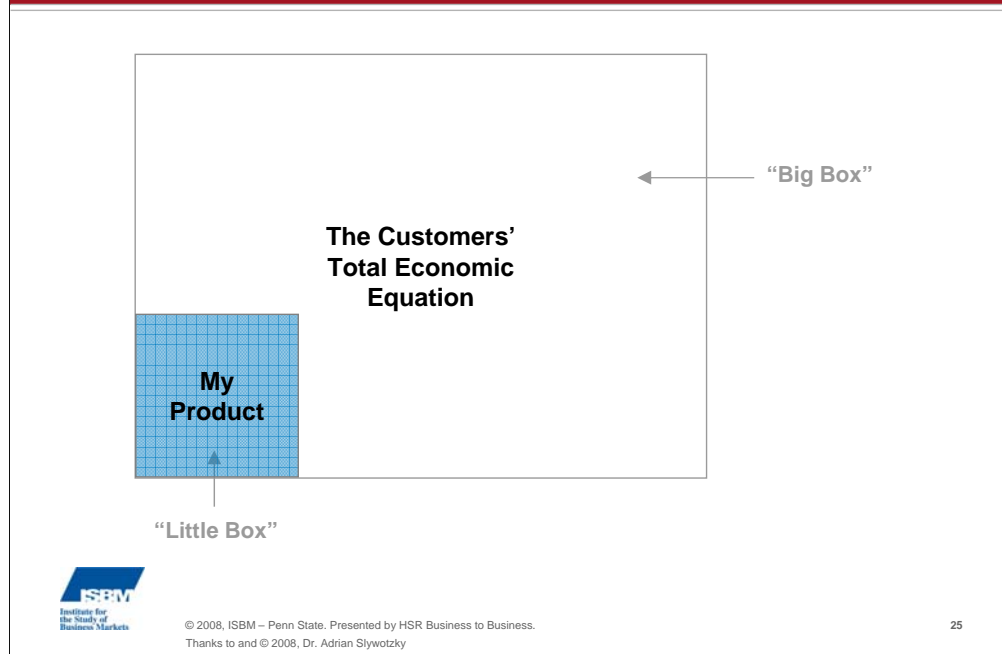 “Big Box”
The Customers’
Total Economic
Equation
My
Product
“Little Box”
ISBM
Institute for
the Study of
Business Markets
© 2008, ISBM – Penn State. Presented by HSR Business to Business.
Thanks to and © 2008, Dr. Adrian Slywotzky
25